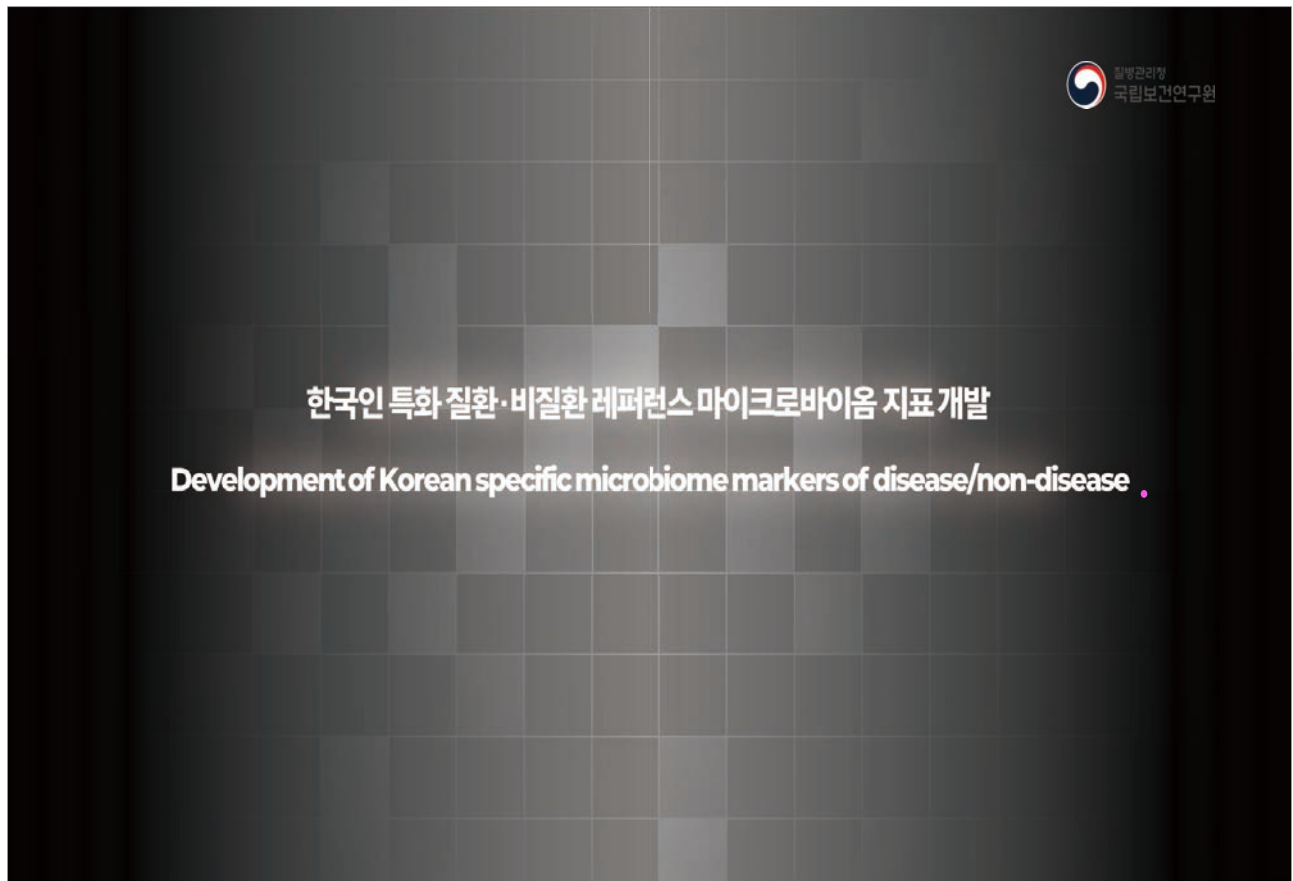 질병관리청
국립보건연구원
한국인 특화 질환·비질환 레퍼런스 마이크로바이옴 지표 개발
Development of Korean specific microbiome markers of disease/non-disease